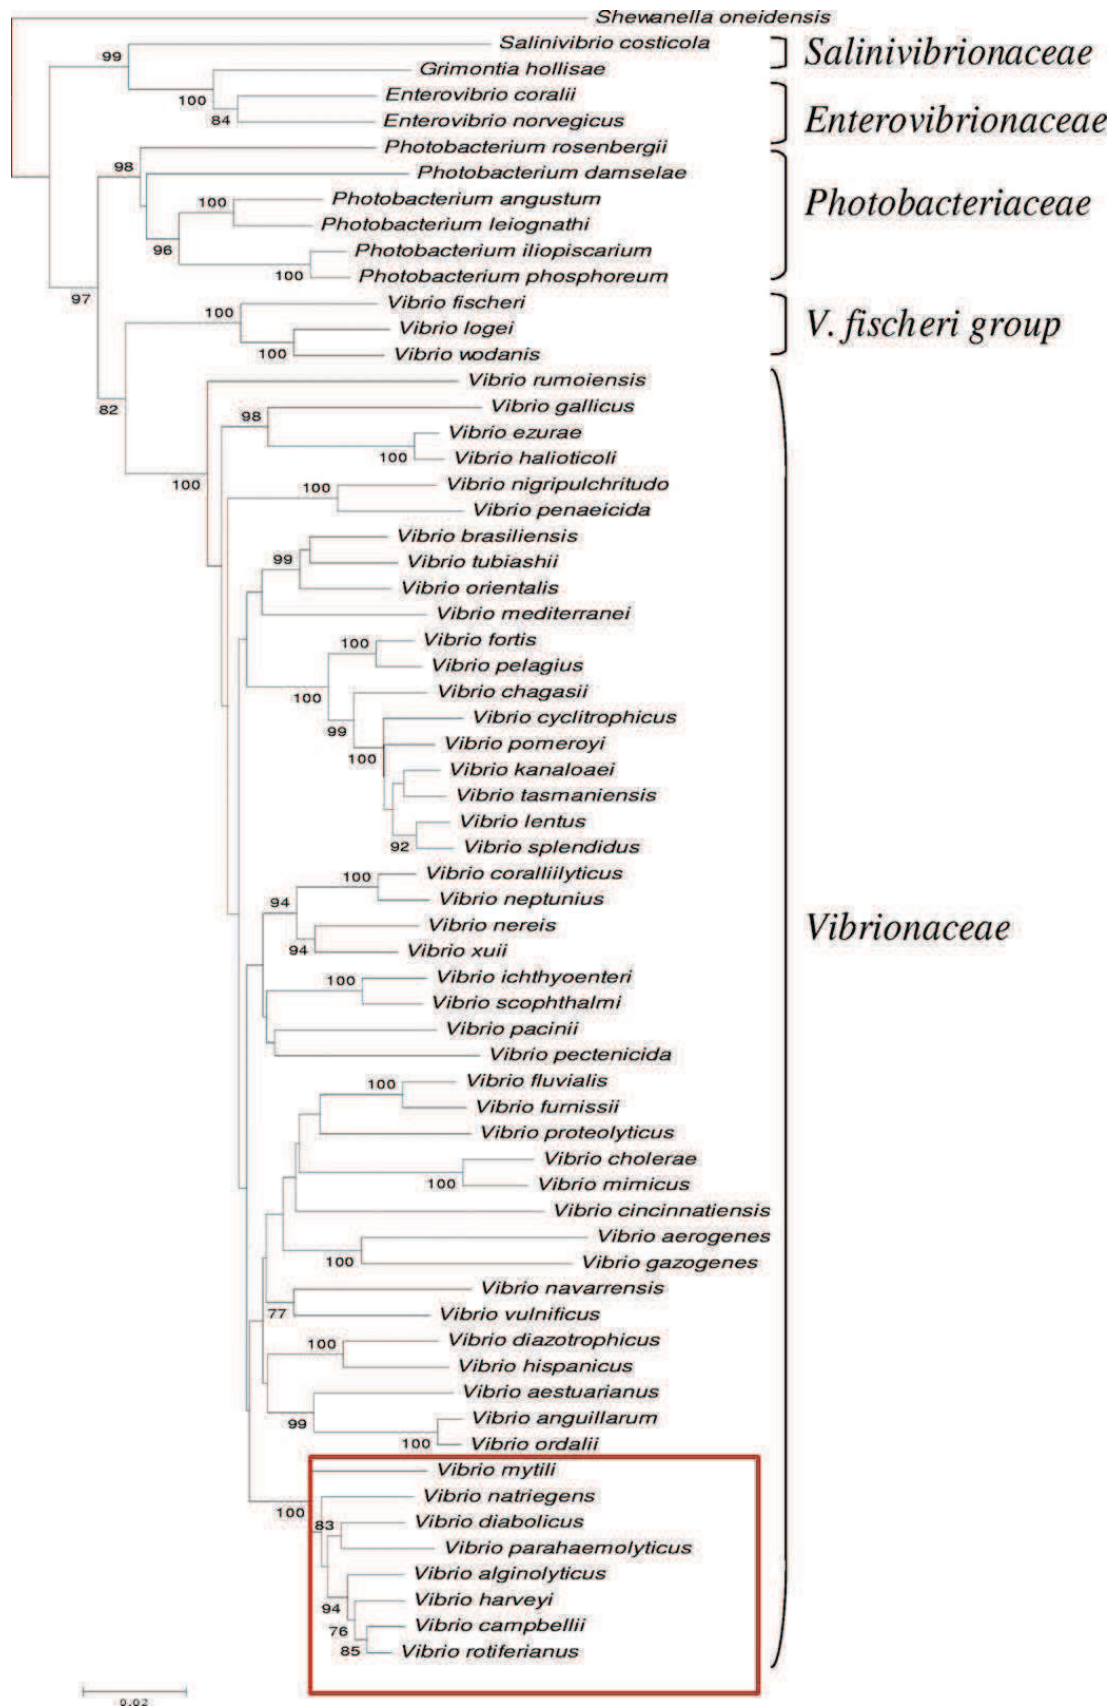 Shewanella oneidensis
99
Salinivibrio costicola
Salinivibrionaceae
Grimontia hollisae
100
Enterovibrio coralii
84
Enterovibrio norvegicus
Enterovibrionaceae
Photobacterium rosenbergii
98
Photobacterium damselae
100
Photobacterium angustum
Photobacteriaceae
Photobacterium leiognathi
96
Photobacterium iliopiscarium
100
Photobacterium phosphoreum
97
Vibrio fischeri
100
Vibrio logei
V. fischeri group
100
Vibrio wodanis
Vibrio rumoiensis
82
98
Vibrio gallicus
Vibrio ezurae
100
Vibrio halioticoli
100
100
Vibrio nigripulchritudo
Vibrio penaeicida
Vibrio brasiliensis
99
Vibrio tubiashii
Vibrio orientalis
Vibrio mediterranei
100
Vibrio fortis
Vibrio pelagius
100
Vibrio chagasii
99
Vibrio cyclitrophicus
100
Vibrio pomeroyi
Vibrio kanaloaei
Vibrio tasmaniensis
Vibrio lentus
92
Vibrio splendidus
100
Vibrio coralliilyticus
94
Vibrio neptunius
Vibrio nereis
Vibrionaceae
94
Vibrio xuii
100
Vibrio ichthyoenteri
Vibrio scophthalmi
Vibrio pacinii
Vibrio pectenicida
100
Vibrio fluvialis
Vibrio furnissii
Vibrio proteolyticus
Vibrio cholerae
100
Vibrio mimicus
Vibrio cincinnatiensis
Vibrio aerogenes
100
Vibrio gazogenes
Vibrio navarrensis
77
Vibrio vulnificus
100
Vibrio diazotrophicus
Vibrio hispanicus
Vibrio aestuarianus
99
Vibrio anguillarum
100
Vibrio ordalii
Vibrio mytili
100
Vibrio natriegens
83
Vibrio diabolicus
Vibrio parahaemolyticus
Vibrio alginolyticus
94
Vibrio harveyi
76
Vibrio campbellii
85
Vibrio rotiferianus
0.02